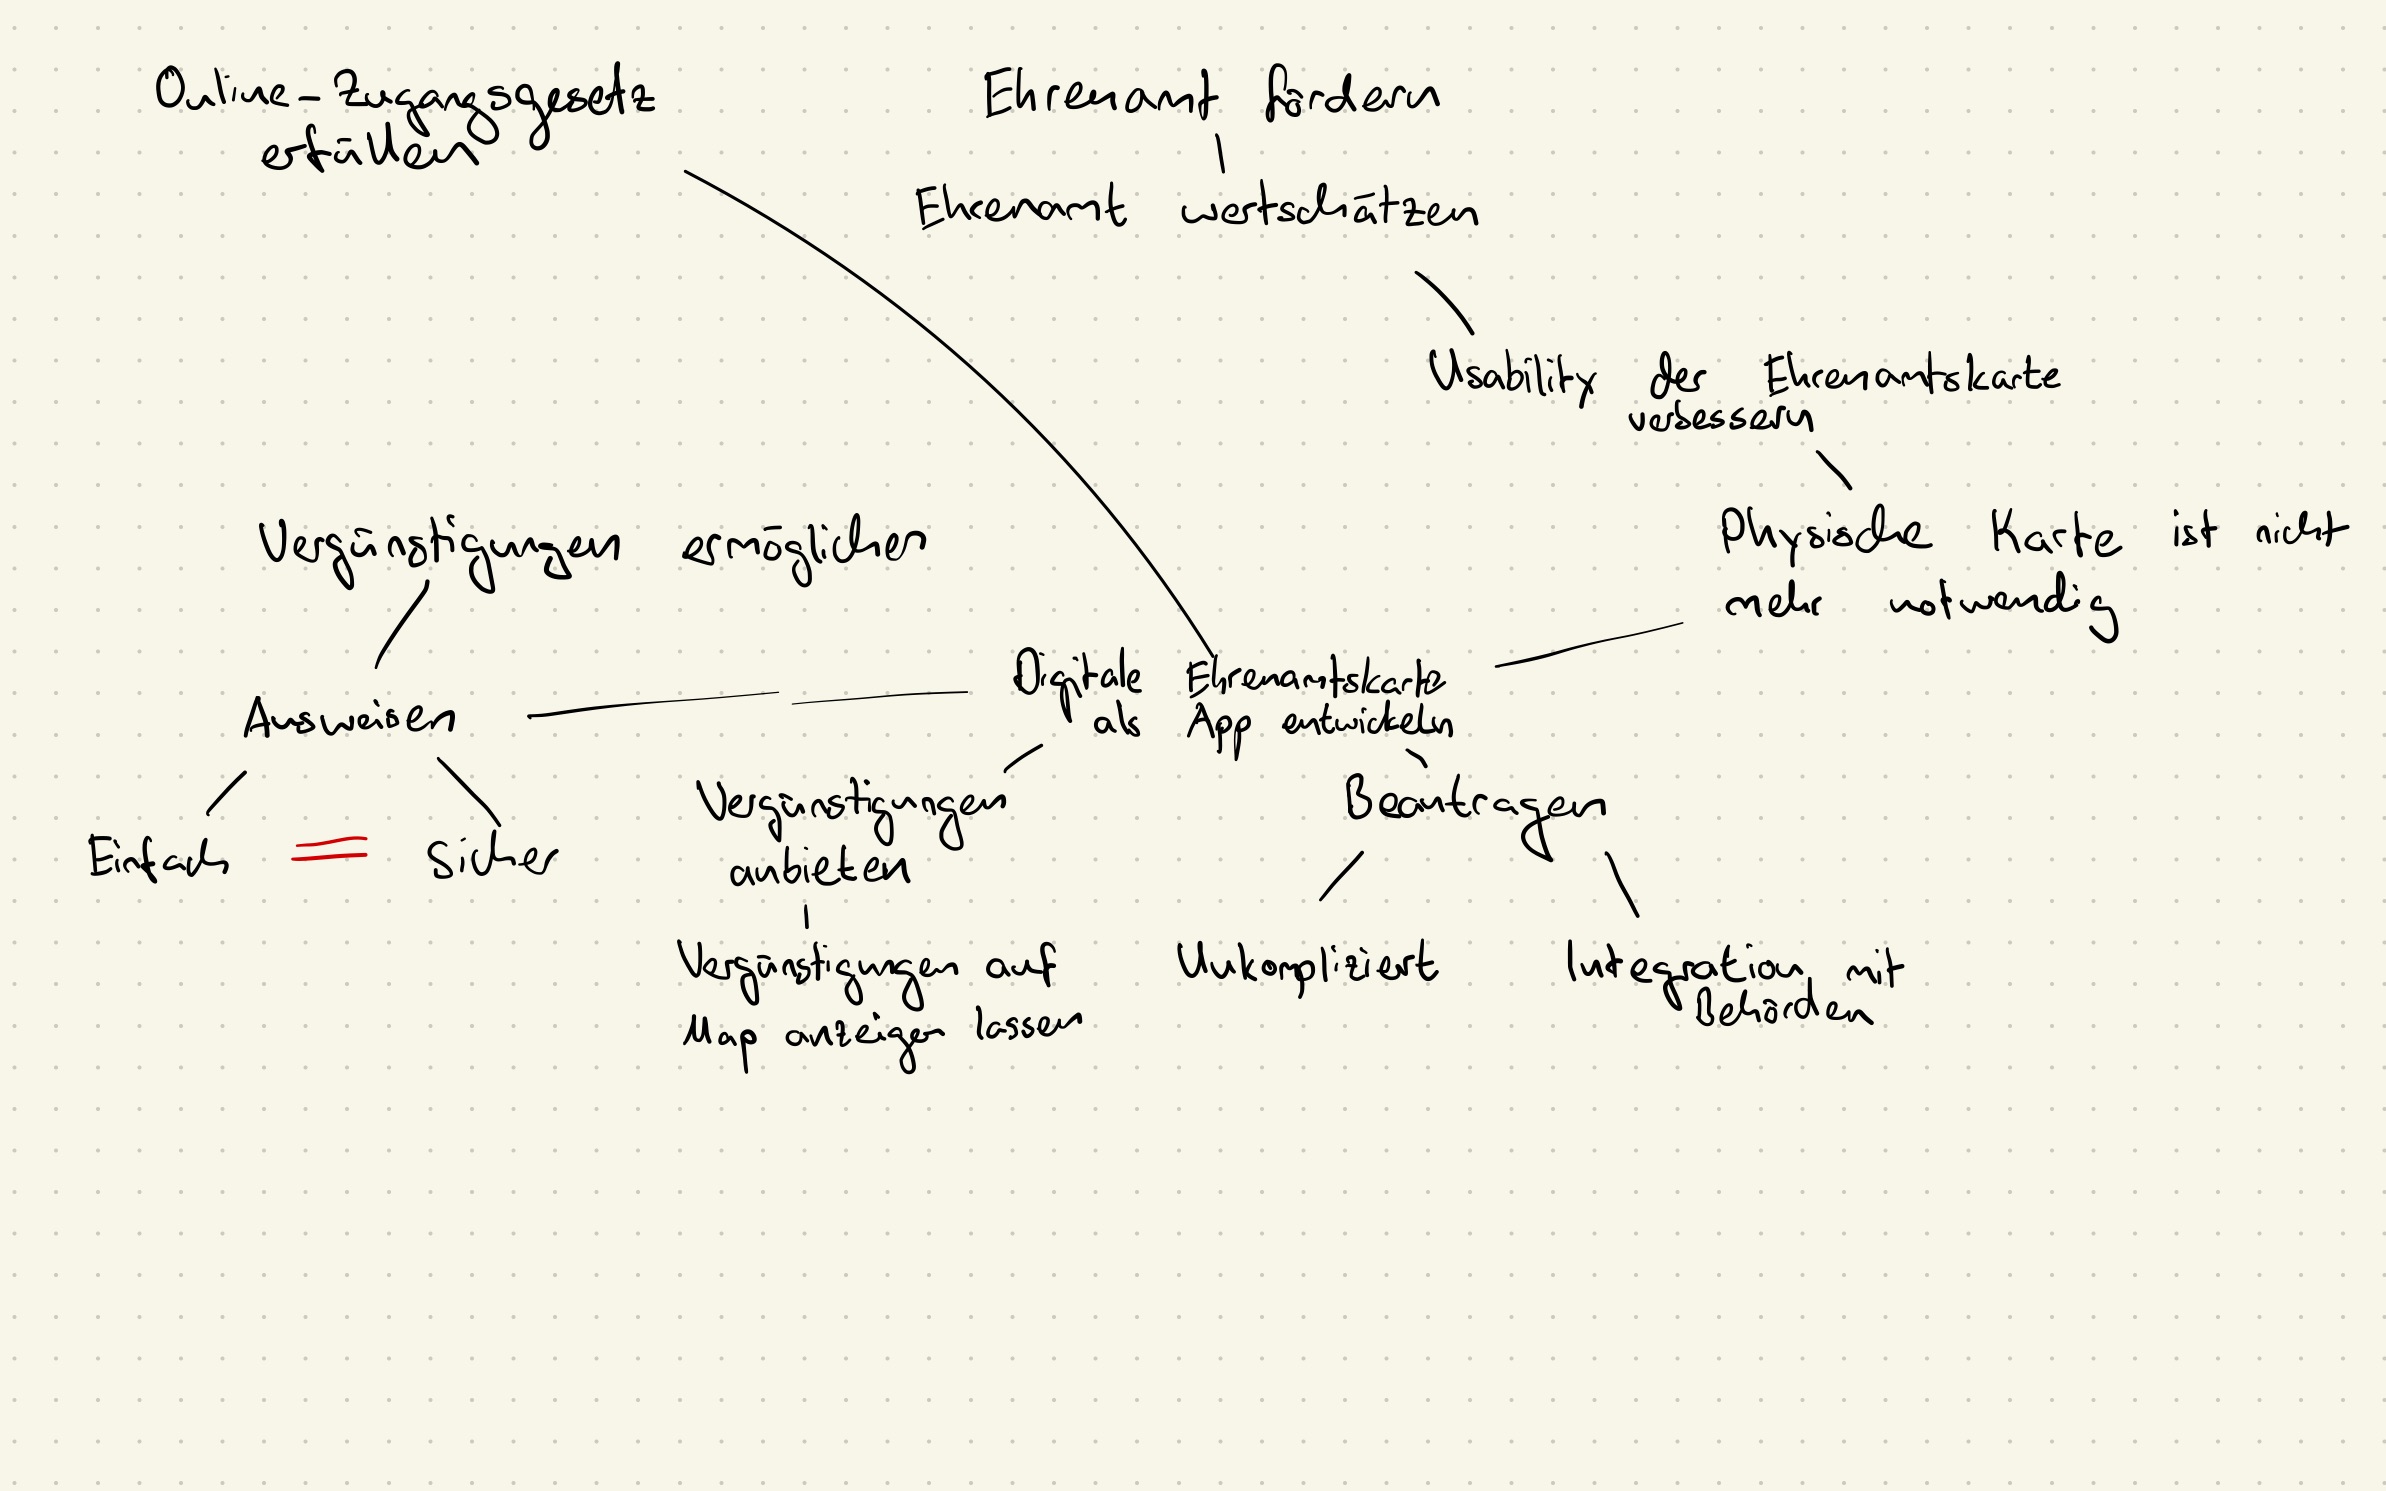 Online-Zugangsgesetz
erfüllen
Ehrenamt fördern
Ehrenamt wertschätzen
Usability der Ehrenamtskarte
verbessern
Physische Karte ist nicht
mehr notwendig
Vergünstigungen ermöglichen
Ausweisen
Einfach = Sicher
Digitale Ehrenamtskarte
als App entwickeln
Vergünstigungen
anbieten
Vergünstigungen auf
Map anzeigen lassen
Beantragen
Unkompliziert
Integration mit
Behörden